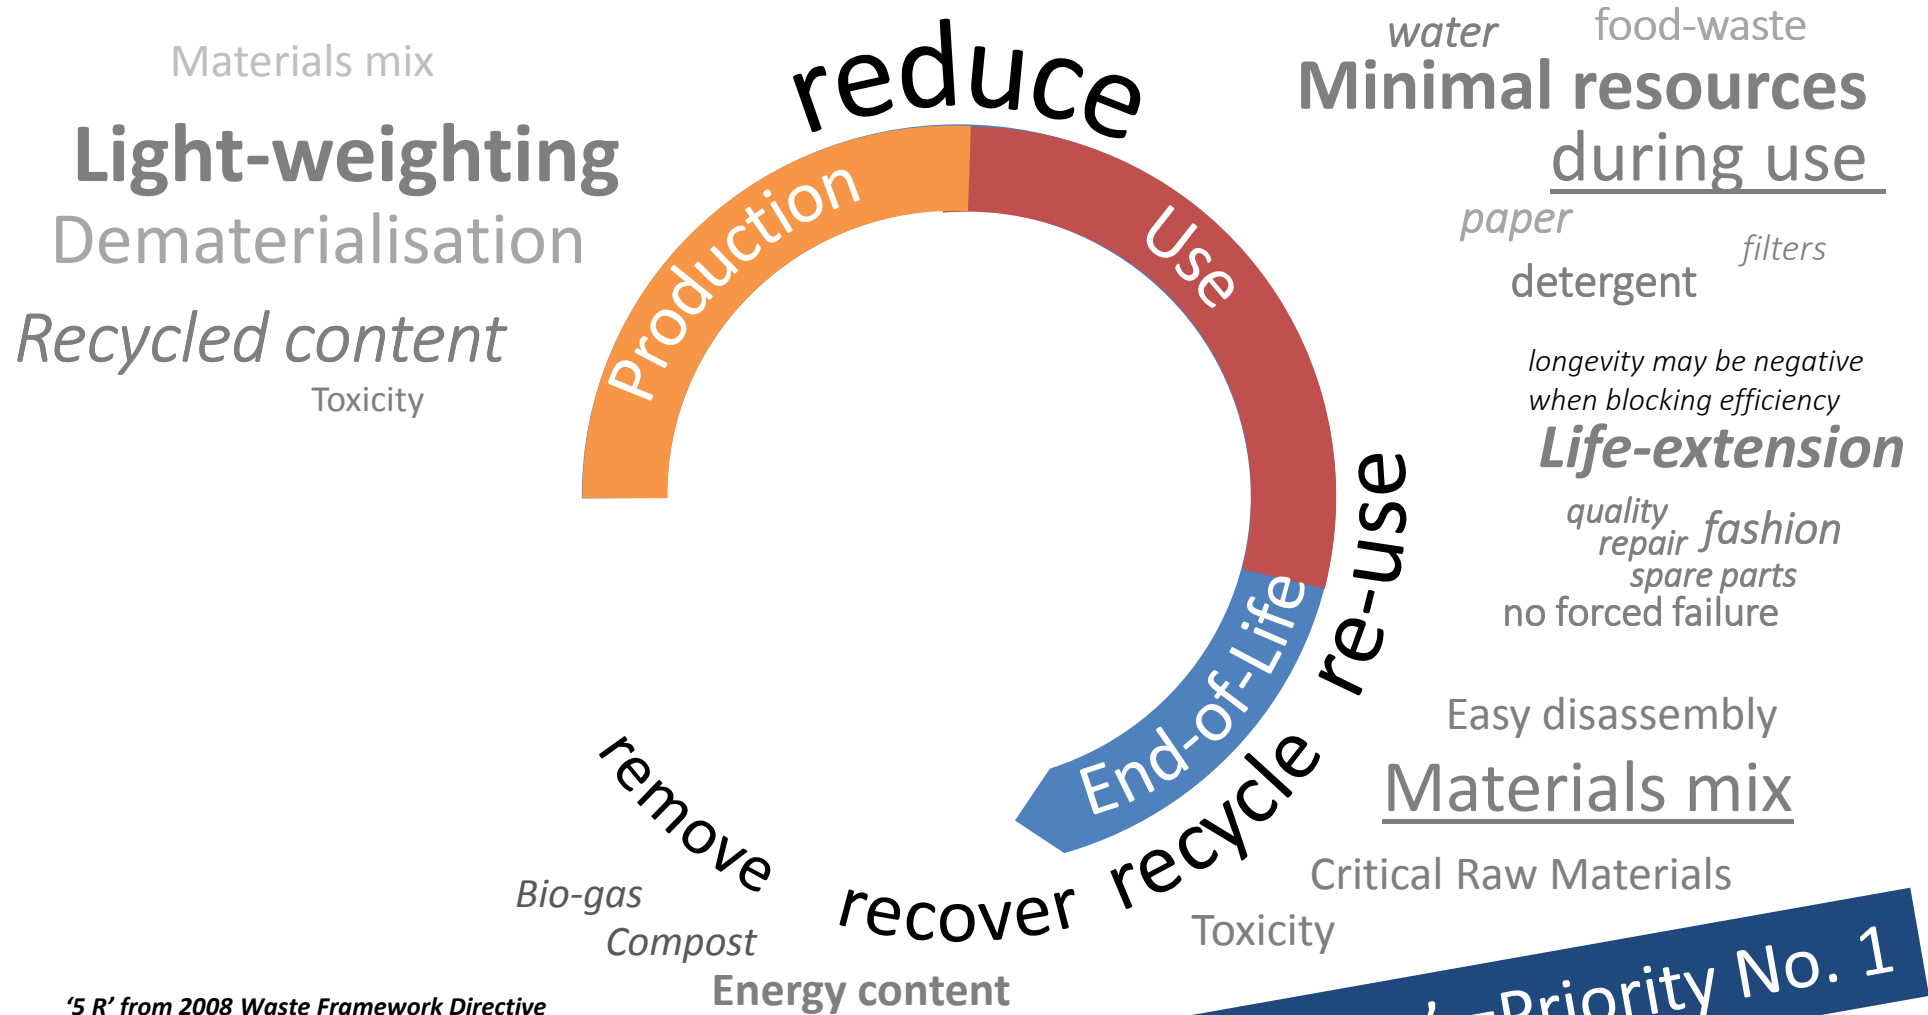 Materials mix
Light-weighting
Dematerialisation
Recycled content
Toxicity
reduce
Production
Use
End-of-Life
water
food-waste
Minimal resources
during use
paper
filters
detergent
longevity may be negative
when blocking efficiency
Life-extension
quality
repair
fashion
spare parts
no forced failure
re-use
Easy disassembly
Materials mix
Critical Raw Materials
Toxicity
recycle
recover
remove
Bio-gas
Compost
Energy content
‘5 R’ from 2008 Waste Framework Directive
Priority No. 1